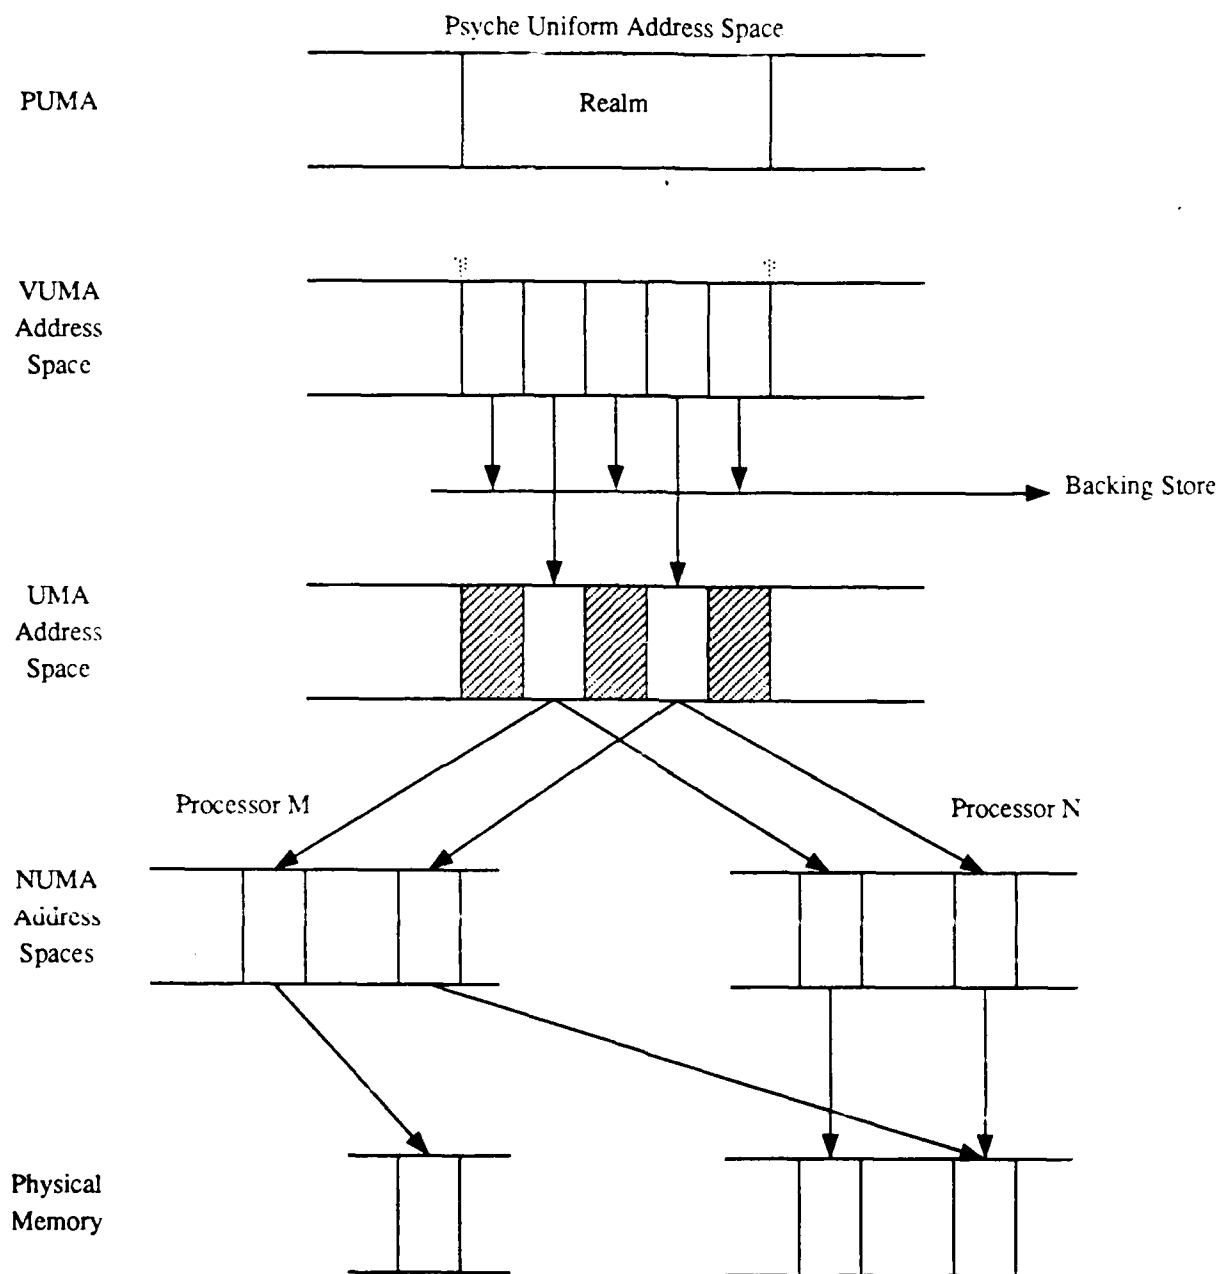 Psyche Uniform Address Space
PUMA
Realm
VUMA
Address
Space
Backing Store
UMA
Address
Space
Processor M
Processor N
NUMA
Address
Spaces
Physical
Memory